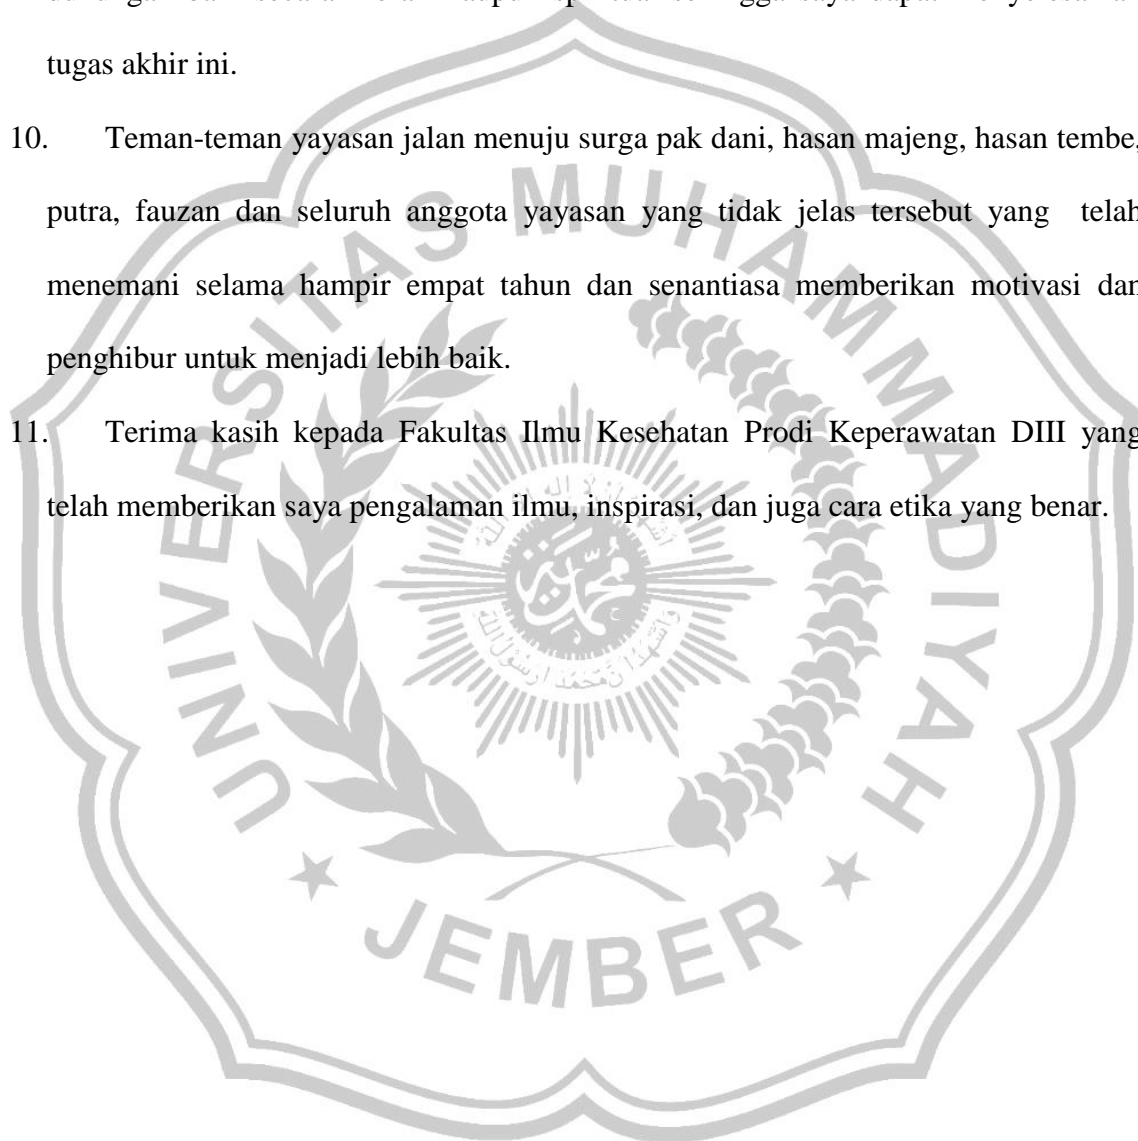 tugas akhir ini.
10. Teman-teman yayasan jalan menuju surga pak dani, hasan majeng, hasan tembe,
putra, fauzan dan seluruh anggota yayasan yang tidak jelas tersebut yang telah
menemani selama hampir empat tahun dan senantiasa memberikan motivasi dan
penghibur untuk menjadi lebih baik.
11. Terima kasih kepada Fakultas Ilmu Kesehatan Prodi Keperawatan DIII yang
telah memberikan saya pengalaman ilmu, inspirasi, dan juga cara etika yang benar.
UNIVERSITAS MUHAMMADIYAH
JEMBER